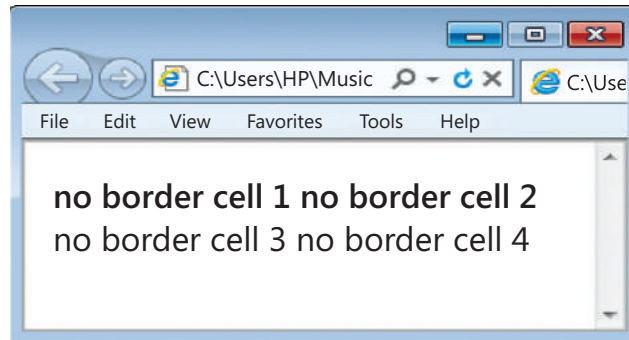 C:\Users\HP\Music
C:\Use
File Edit View Favorites Tools Help
no border cell 1 no border cell 2
no border cell 3 no border cell 4